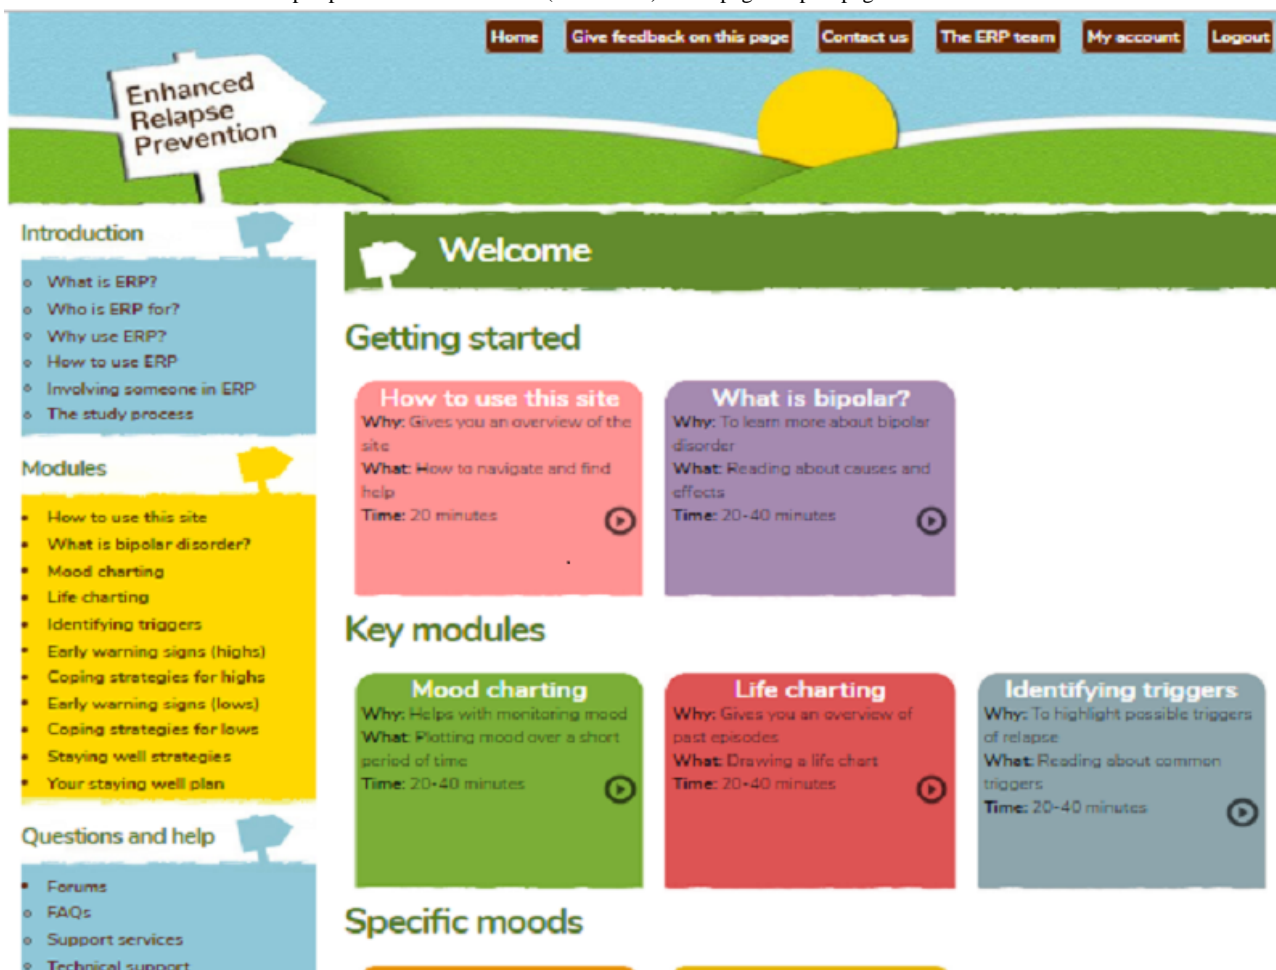 Home
Give feedback on this page
Contact us
The ERP team
My account
Logout
Enhanced
Relapse
Prevention
Introduction
What is ERP?
Who is ERP for?
Why use ERP?
How to use ERP
Involving someone in ERP
The study process
Modules
How to use this site
What is bipolar disorder?
Mood charting
Life charting
Identifying triggers
Early warning signs (highs)
Coping strategies for highs
Early warning signs (lows)
Coping strategies for lows
Staying well strategies
Your staying well plan
Questions and help
Forums
FAQs
Support services
Technical support
Welcome
Getting started
How to use this site
Why: Gives you an overview of the
site
What: How to navigate and find
help
Time: 20 minutes
What is bipolar?
Why: To learn more about bipolar
disorder
What: Reading about causes and
effects
Time: 20-40 minutes
Key modules
Mood charting
Why: Helps with monitoring mood
What: Plotting mood over a short
period of time
Time: 20-40 minutes
Life charting
Why: Gives you an overview of
past episodes
What: Drawing a life chart
Time: 20-40 minutes
Identifying triggers
Why: To highlight possible triggers
of relapse
What: Reading about common
triggers
Time: 20-40 minutes
Specific moods